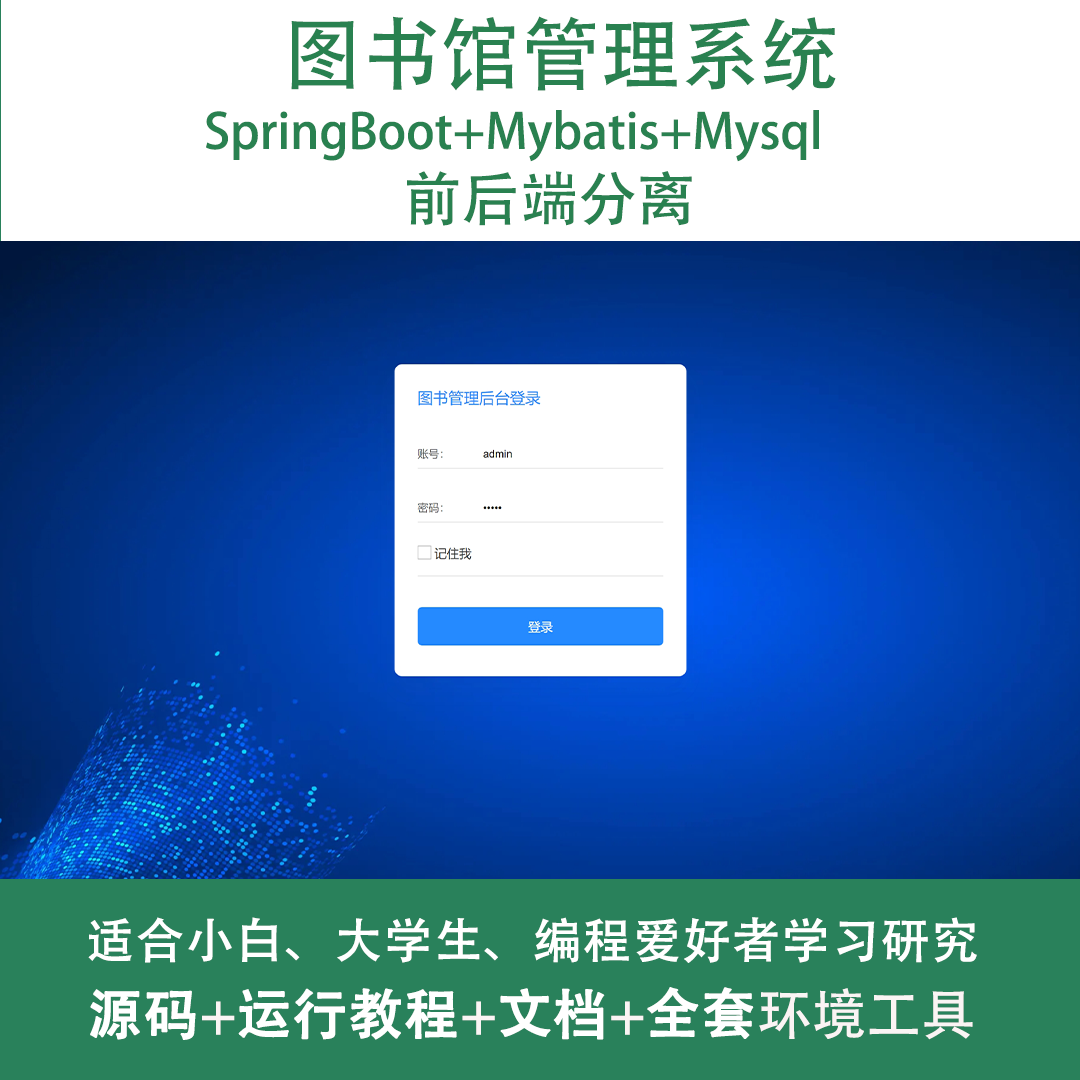 图书馆管理系统
SpringBoot+Mybatis+Mysql
前后端分离
图书管理后台登录
账号: admin
密码: •••••
记住我
登录
适合小白、大学生、编程爱好者学习研究
源码+运行教程+文档+全套环境工具